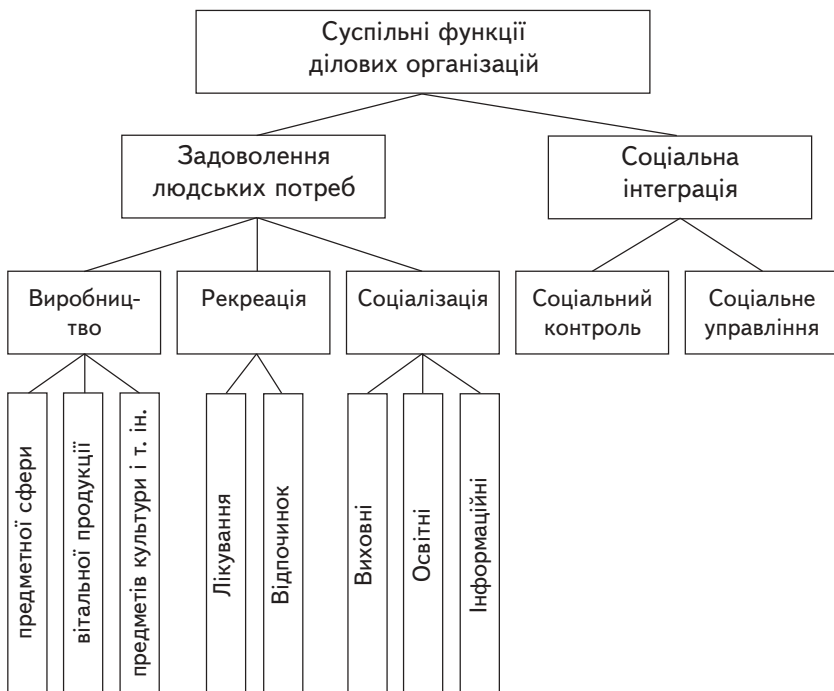 Суспільні функції
ділових організацій
Задоволення
людських потреб
Соціальна
інтеграція
Виробниц-
тво
Рекреація
Соціалізація
Соціальний
контроль
Соціальне
управління
предметної сфери
вітальної продукції
предметів культури і т. ін.
Лікування
Відпочинок
Виховні
Освітні
Інформаційні